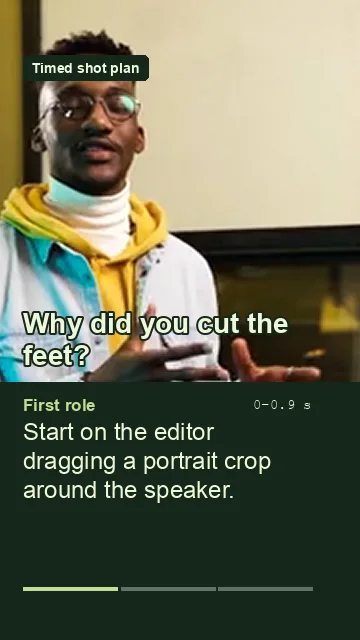 Timed shot plan
Why did you cut the
feet?
First role
0–0.9 s
Start on the editor
dragging a portrait crop
around the speaker.